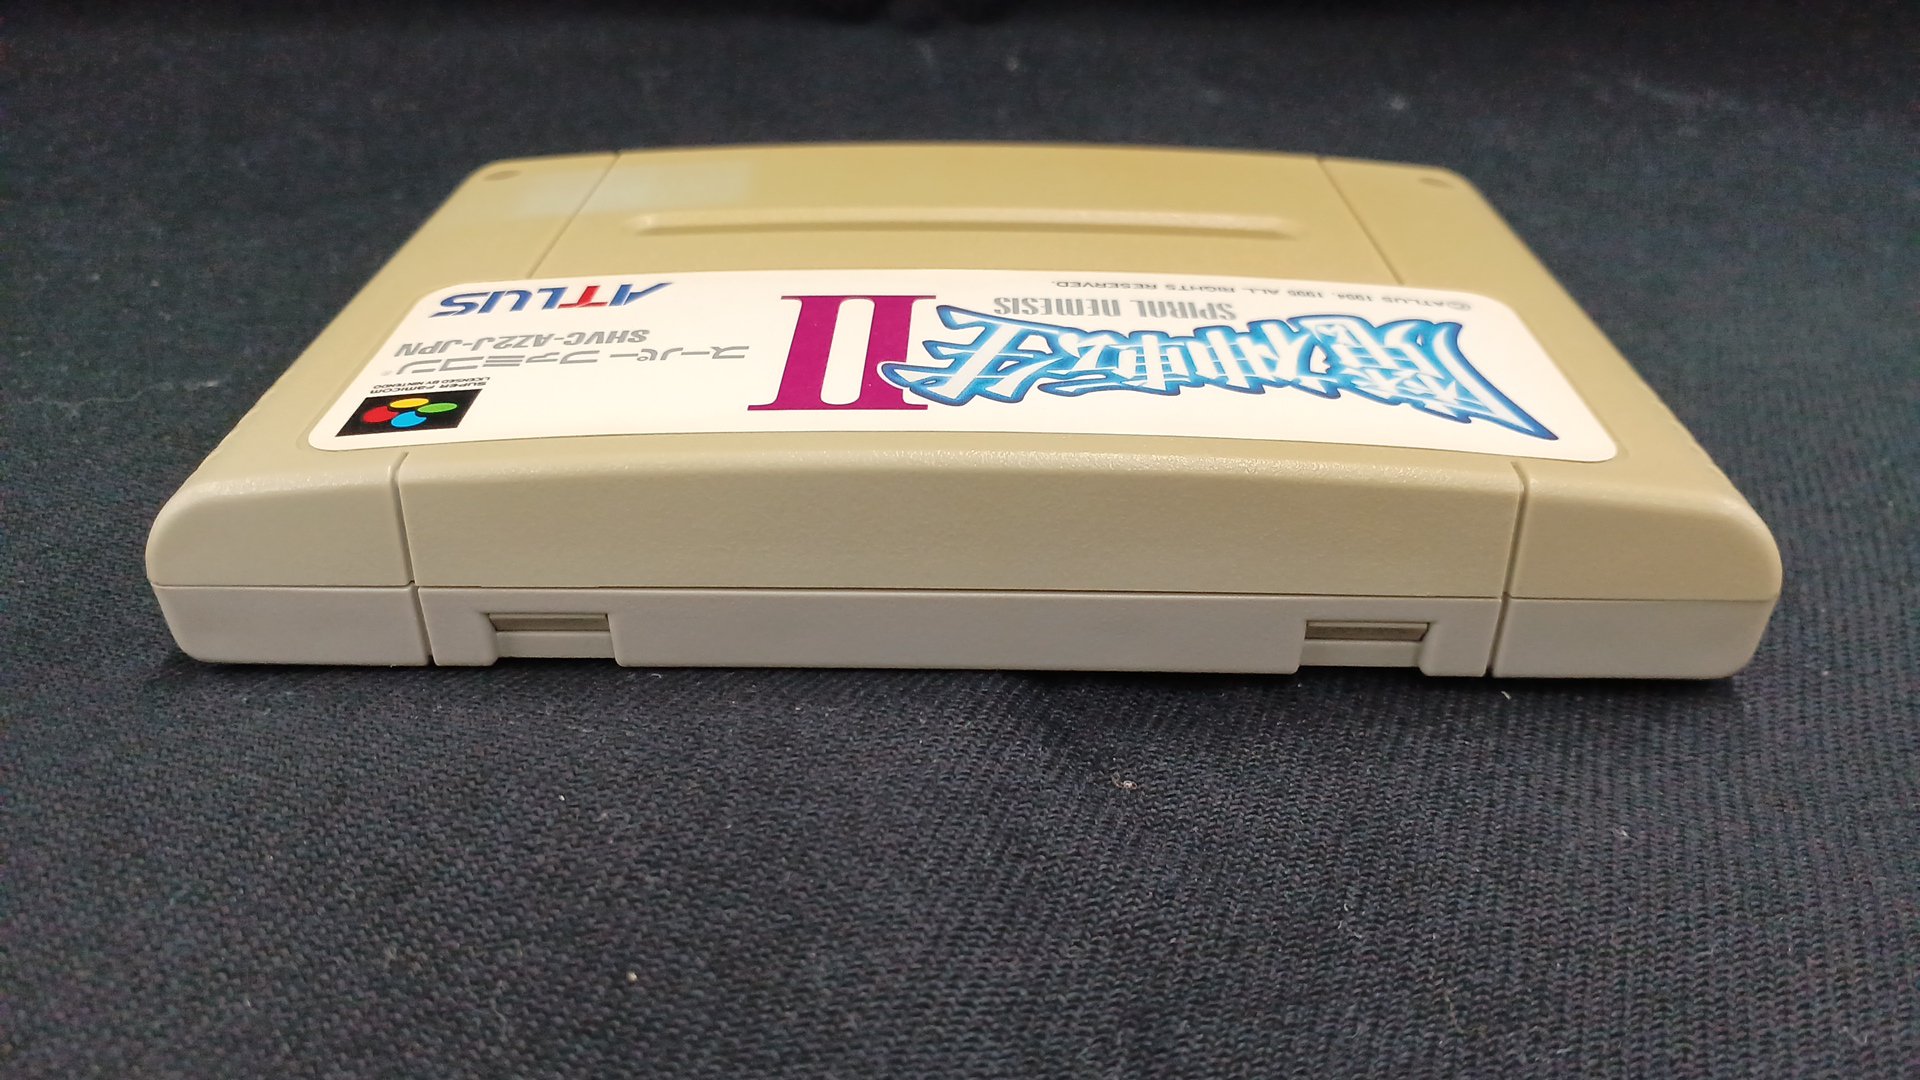 魔神転生
II
SPIRAL NEMESIS
©ATLUS 1994, 1995 ALL RIGHTS RESERVED.
SUPER FAMICOM
LICENSED BY NINTENDO
スーパーファミコン®
SHVC-AZ2J-JPN
ATLUS